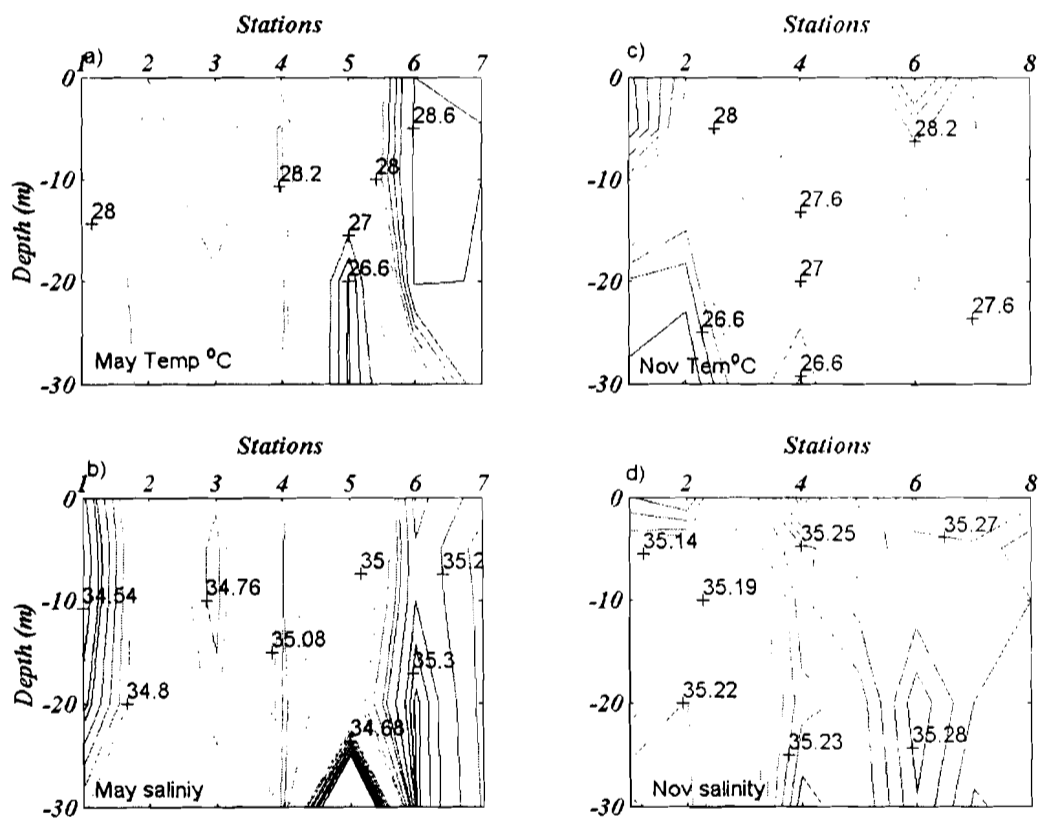 Stations
a)
1 2 3 4 5 6 7
0
-10
-20
-30
Depth (m)
28.6
28.2
28
28
27
26.6
May Temp ⁰C
Stations
c)
2 4 6 8
0
-10
-20
-30
28
28.2
27.6
27
27.6
26.6
26.6
Nov Tem⁰C
Stations
b)
1 2 3 4 5 6 7
0
-10
-20
-30
Depth (m)
35
35.2
34.54
34.76
35.08
35.3
34.8
34.68
May saliniy
Stations
d)
2 4 6 8
0
-10
-20
-30
35.14
35.25
35.27
35.19
35.22
35.23
35.28
Nov salinity